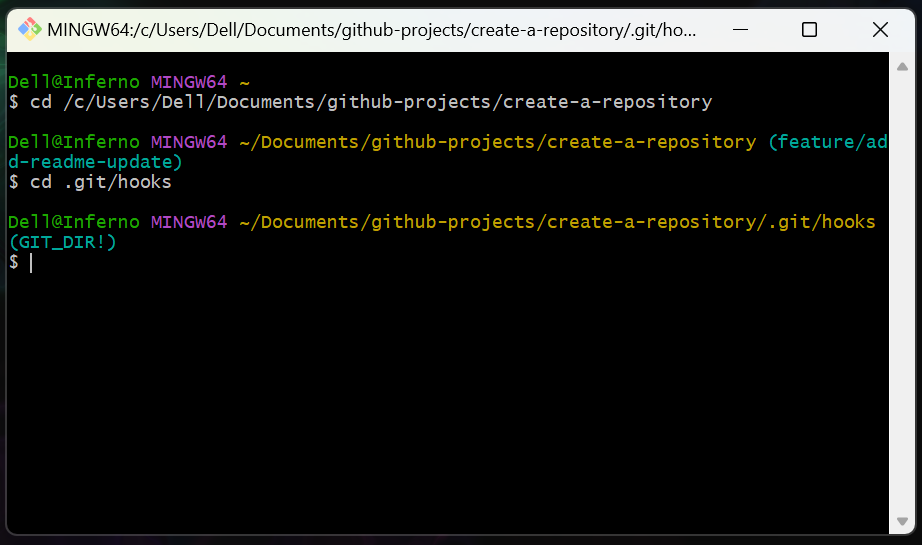 MINGW64:/c/Users/Dell/Documents/github-projects/create-a-repository/.git/ho...
Dell@Inferno MINGW64 ~
$ cd /c/Users/Dell/Documents/github-projects/create-a-repository
Dell@Inferno MINGW64 ~/Documents/github-projects/create-a-repository (feature/ad
d-readme-update)
$ cd .git/hooks
Dell@Inferno MINGW64 ~/Documents/github-projects/create-a-repository/.git/hooks
(GIT_DIR!)
$